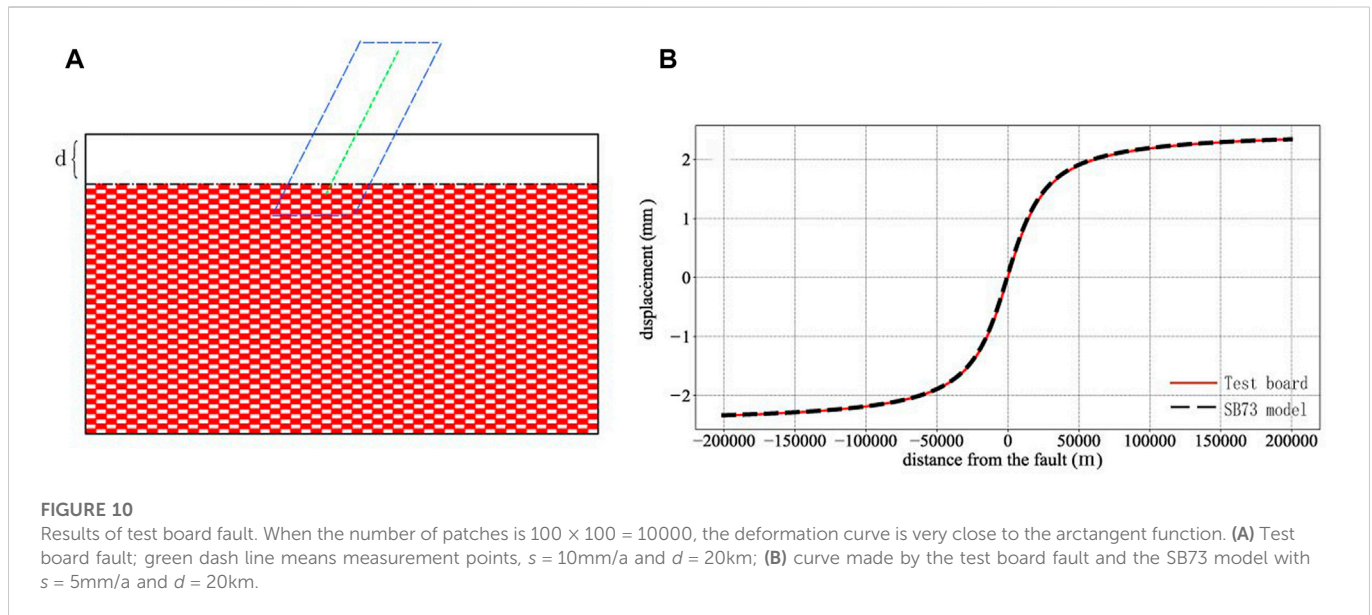 A
d{
B
displacement (mm)
2
1
0
−1
−2
Test board
SB73 model
−200000 −150000 −100000 −50000 0 50000 100000 150000 200000
distance from the fault (m)
FIGURE 10
Results of test board fault. When the number of patches is 100 × 100 = 10000, the deformation curve is very close to the arctangent function. (A) Test
board fault; green dash line means measurement points, s = 10mm/a and d = 20km; (B) curve made by the test board fault and the SB73 model with
s = 5mm/a and d = 20km.